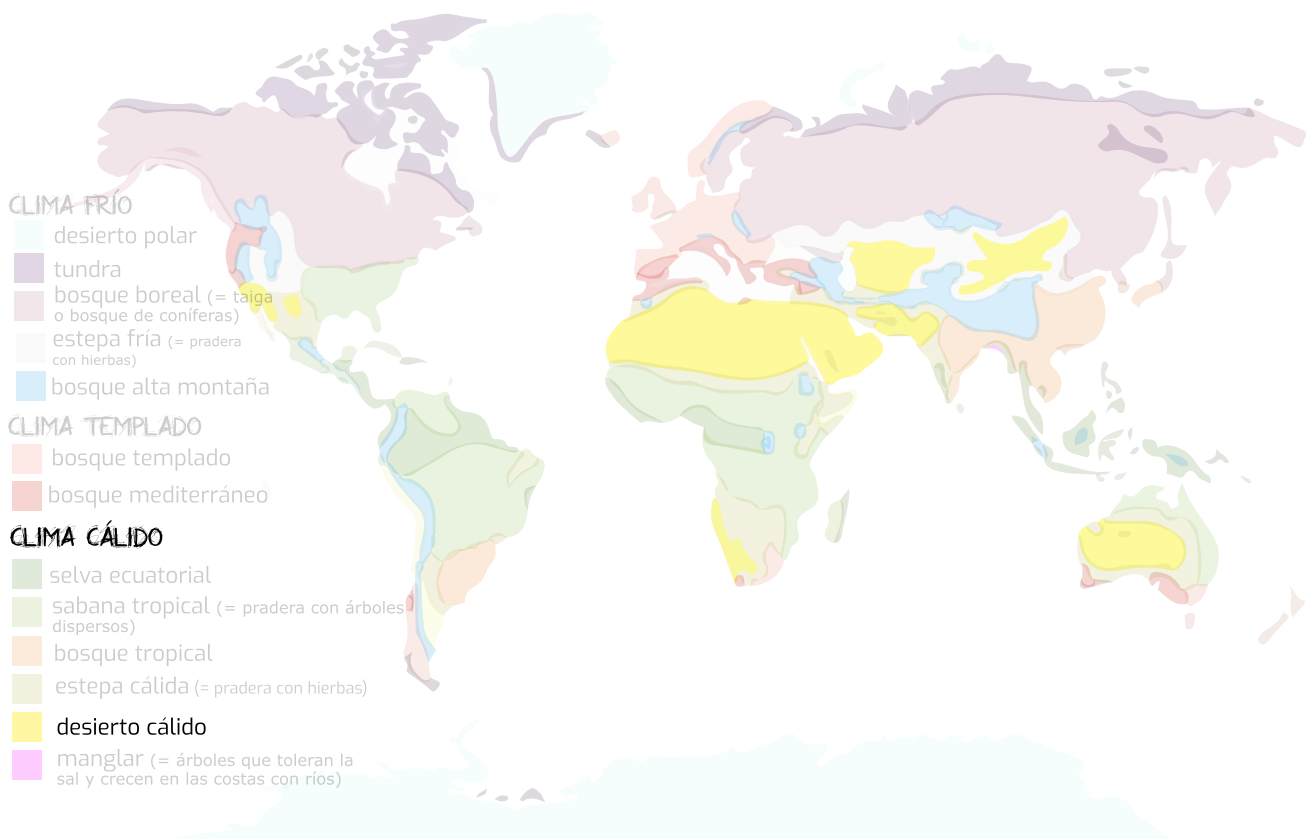 CLIMA FRÍO
desierto polar
tundra
bosque boreal (= taiga
o bosque de coníferas)
estepa fría (= pradera
con hierbas)
bosque alta montaña
CLIMA TEMPLADO
bosque templado
bosque mediterráneo
CLIMA CÁLIDO
selva ecuatorial
sabana tropical (= pradera con árboles
dispersos)
bosque tropical
estepa cálida (= pradera con hierbas)
desierto cálido
manglar (= árboles que toleran la
sal y crecen en las costas con ríos)